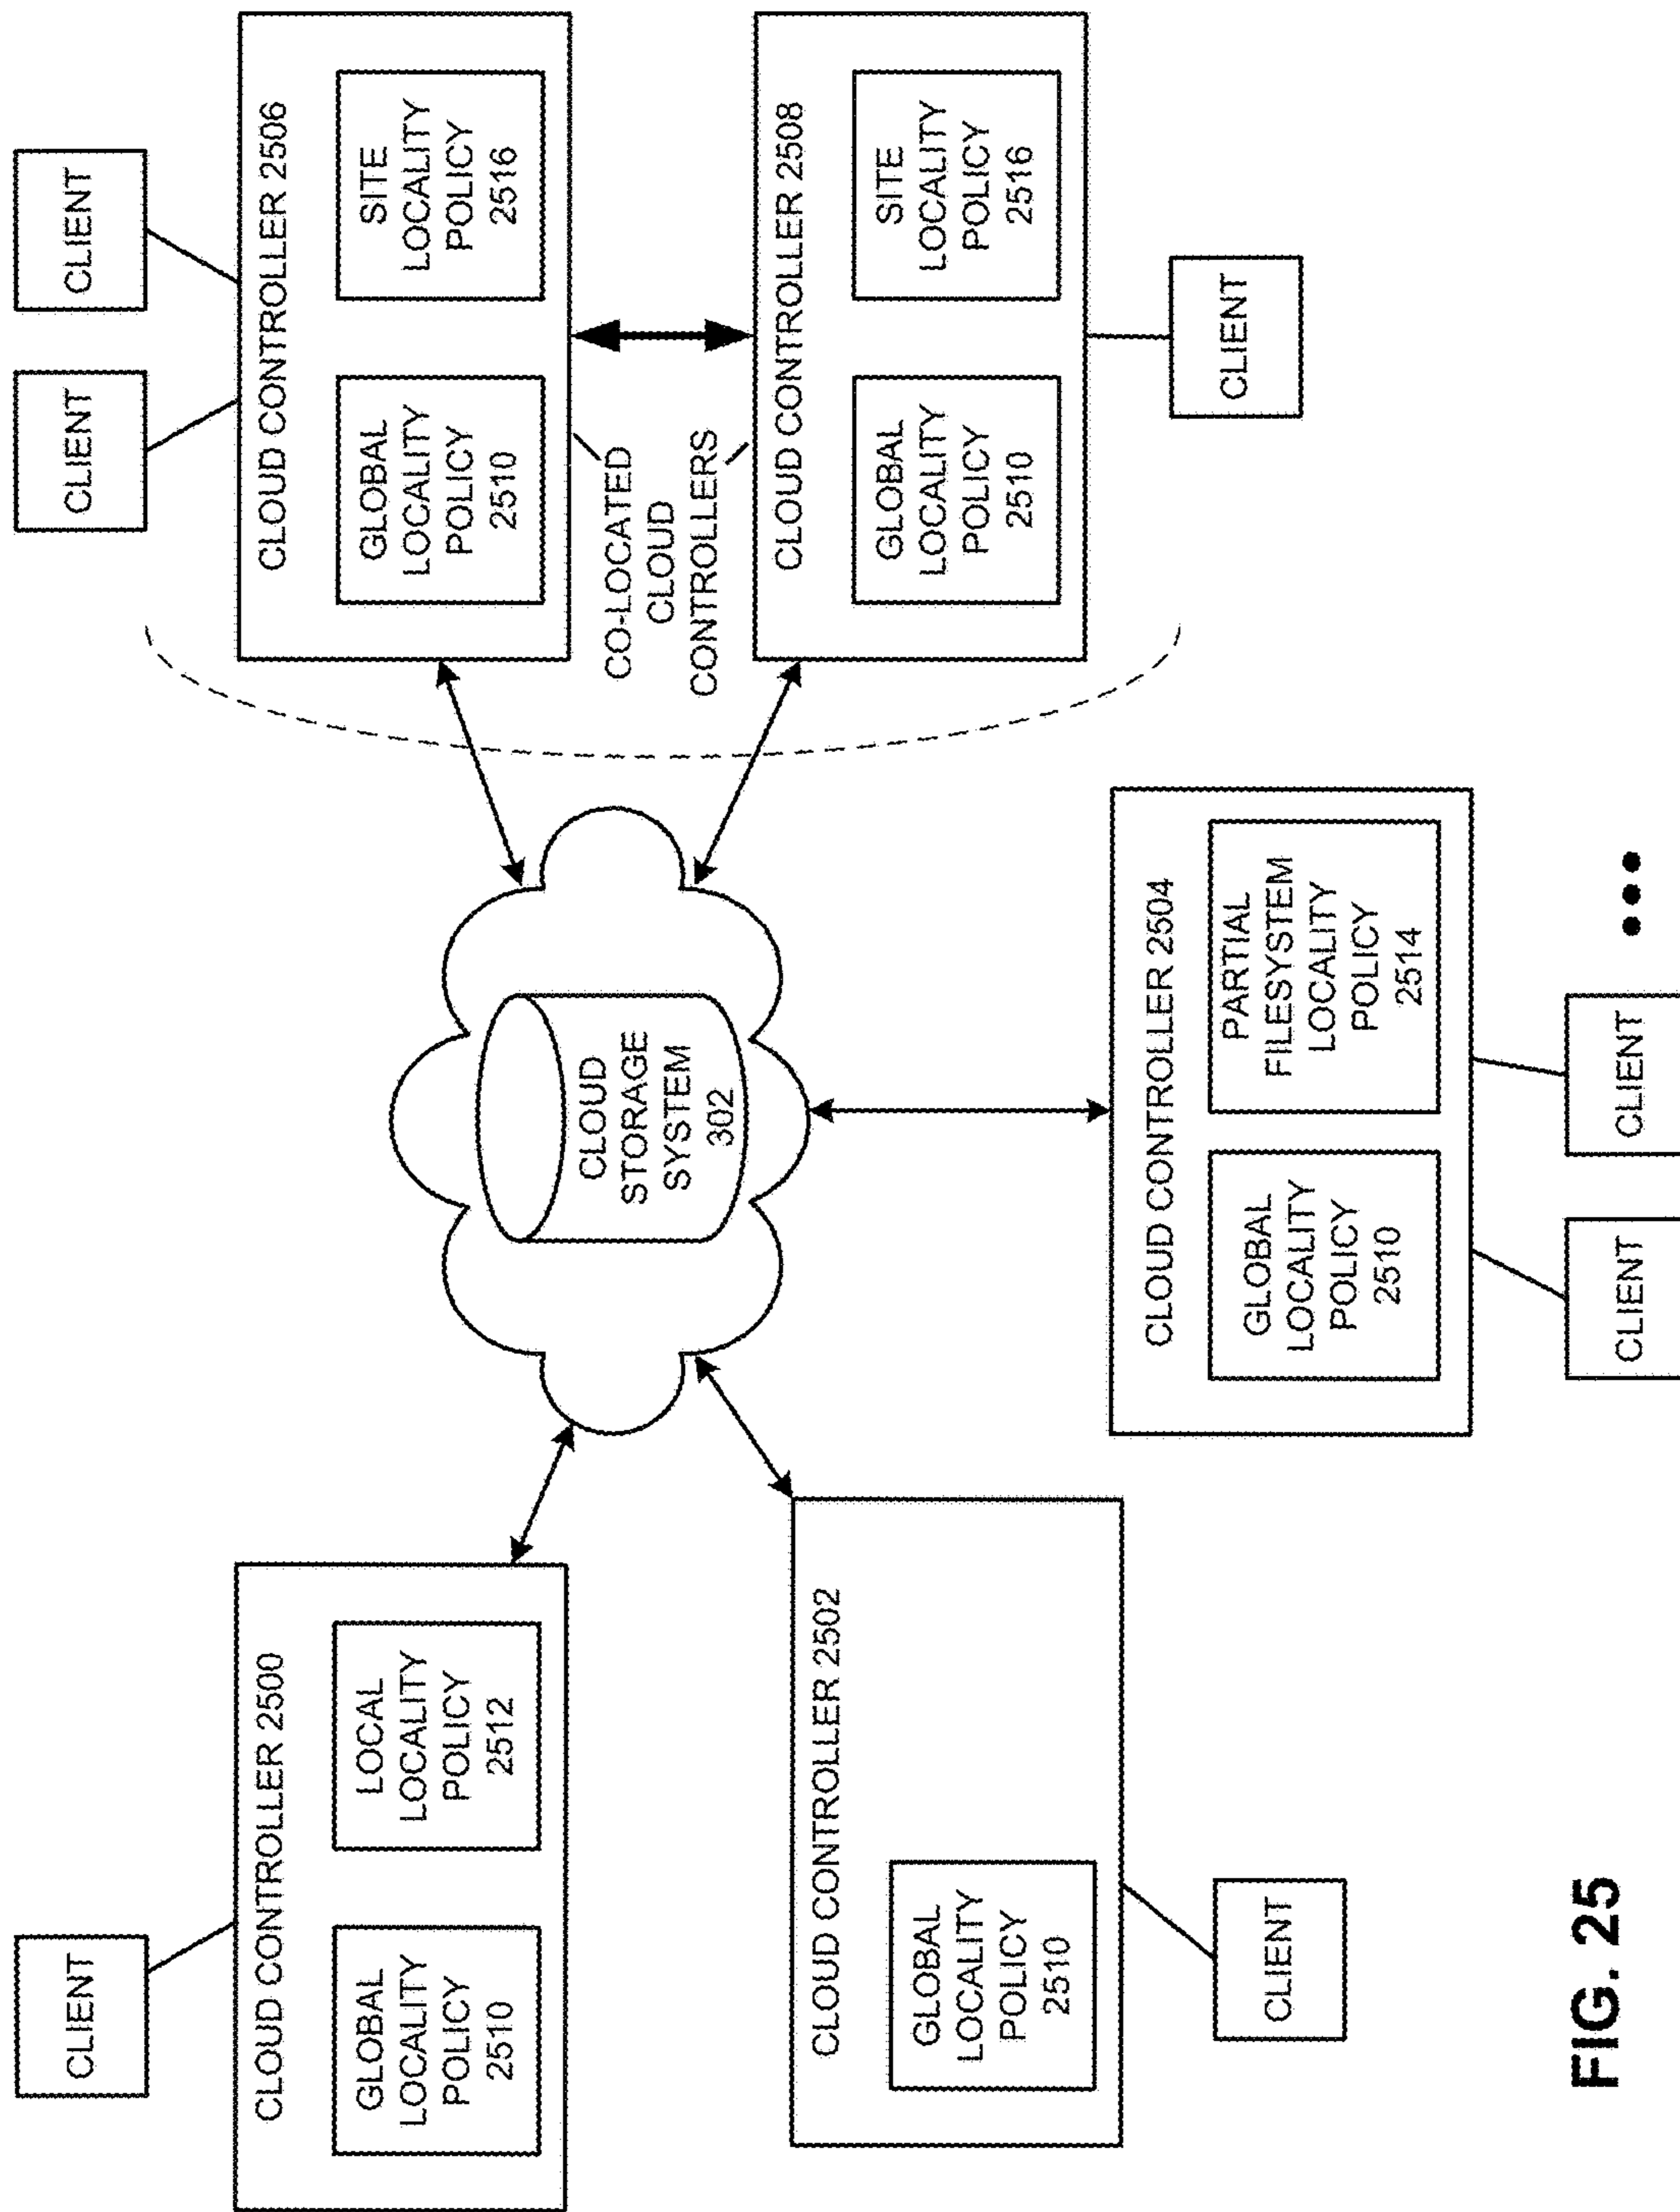 CLIENT
CLOUD CONTROLLER 2500
GLOBAL
LOCALITY
POLICY
2510
LOCAL
LOCALITY
POLICY
2512
CLOUD CONTROLLER 2502
GLOBAL
LOCALITY
POLICY
2510
CLIENT
CLOUD
STORAGE
SYSTEM
302
CLOUD CONTROLLER 2504
GLOBAL
LOCALITY
POLICY
2510
PARTIAL
FILESYSTEM
LOCALITY
POLICY
2514
CLIENT
CLIENT
CLIENT
CLIENT
CLOUD CONTROLLER 2506
GLOBAL
LOCALITY
POLICY
2510
SITE
LOCALITY
POLICY
2516
CO-LOCATED
CLOUD
CONTROLLERS
CLOUD CONTROLLER 2508
GLOBAL
LOCALITY
POLICY
2510
SITE
LOCALITY
POLICY
2516
CLIENT
FIG. 25